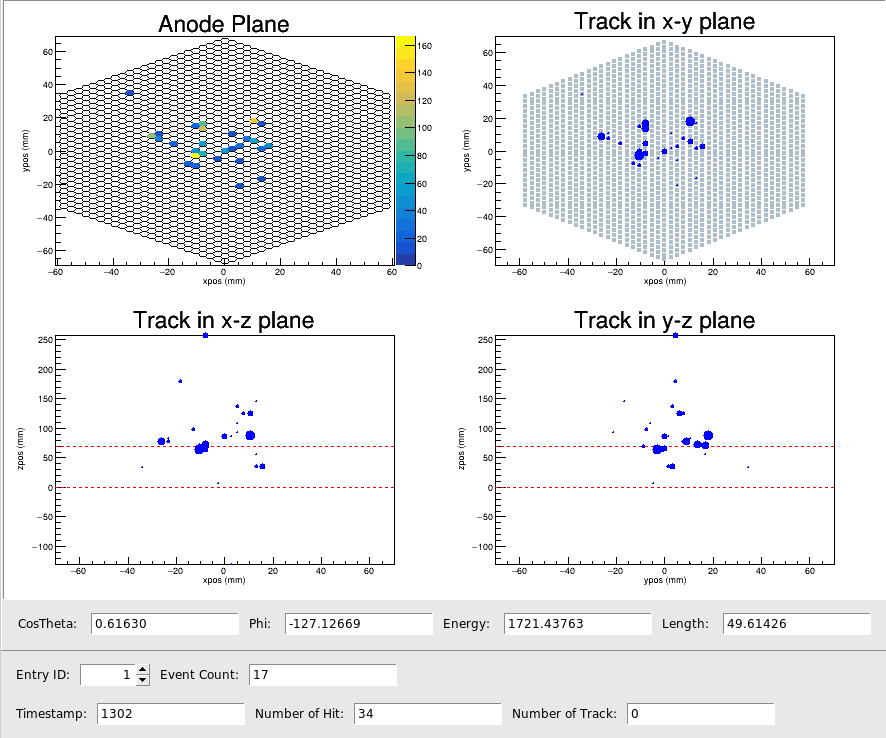 Anode Plane
Track in x-y plane
60
40
20
0
−20
−40
−60
ypos (mm)
−60 −40 −20 0 20 40 60
xpos (mm)
160
140
120
100
80
60
40
20
0
60
40
20
0
−20
−40
−60
ypos (mm)
−60 −40 −20 0 20 40 60
xpos (mm)
Track in x-z plane
Track in y-z plane
250
200
150
100
50
0
−50
−100
zpos (mm)
−60 −40 −20 0 20 40 60
xpos (mm)
250
200
150
100
50
0
−50
−100
zpos (mm)
−60 −40 −20 0 20 40 60
ypos (mm)
CosTheta: 0.61630 Phi: -127.12669 Energy: 1721.43763 Length: 49.61426
Entry ID: 1 Event Count: 17
Timestamp: 1302 Number of Hit: 34 Number of Track: 0